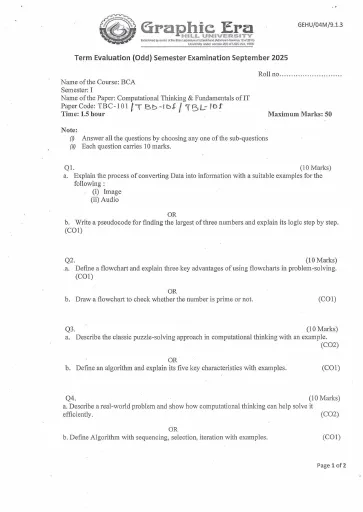 GEHU/04M/9.1.3
Graphic Era
HILL UNIVERSITY
Term Evaluation (Odd) Semester Examination September 2025
Roll no..........................
Name of the Course: BCA
Semester: I
Name of the Paper: Computational Thinking & Fundamentals of IT
Paper Code: TBC-101 / TBD-101 / TBL-101
Time: 1.5 hour Maximum Marks: 50
Note:
(i) Answer all the questions by choosing any one of the sub-questions
(ii) Each question carries 10 marks.
Q1. (10 Marks)
a. Explain the process of converting Data into information with a suitable examples for the
following :
(i) Image
(ii) Audio
OR
b. Write a pseudocode for finding the largest of three numbers and explain its logic step by step.
(CO1)
Q2. (10 Marks)
a. Define a flowchart and explain three key advantages of using flowcharts in problem-solving.
(CO1)
OR
b. Draw a flowchart to check whether the number is prime or not. (CO1)
Q3. (10 Marks)
a. Describe the classic puzzle-solving approach in computational thinking with an example.
(CO2)
OR
b. Define an algorithm and explain its five key characteristics with examples. (CO1)
Q4. (10 Marks)
a. Describe a real-world problem and show how computational thinking can help solve it
efficiently. (CO2)
OR
b. Define Algorithm with sequencing, selection, iteration with examples. (CO1)
Page 1 of 2